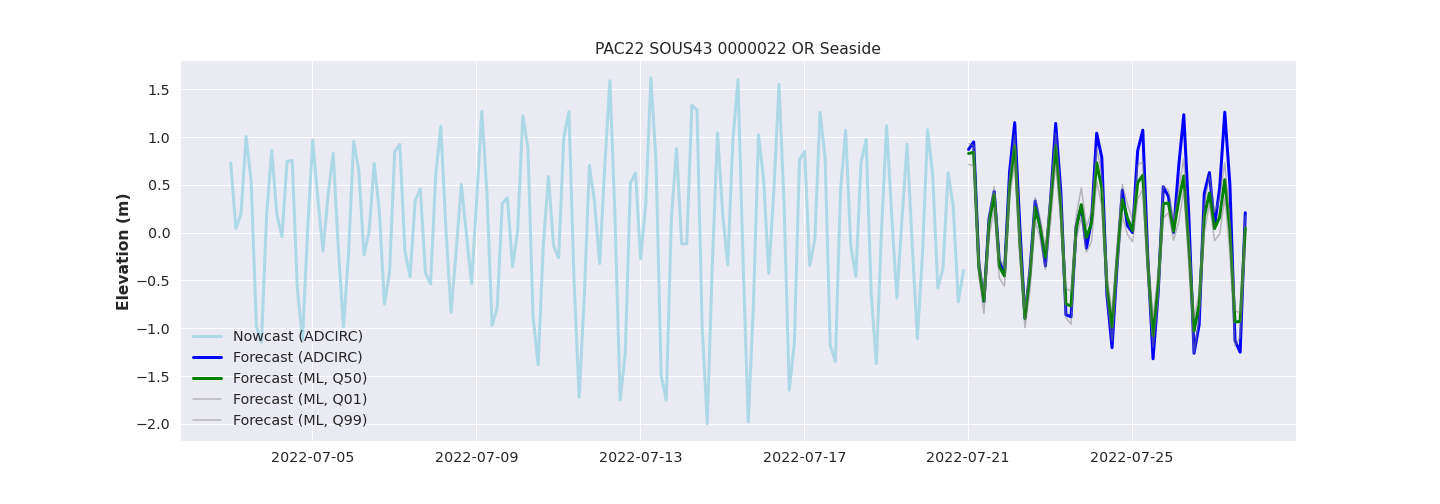 PAC22 SOUS43 0000022 OR Seaside
Elevation (m)
1.5
1.0
0.5
0.0
−0.5
−1.0
−1.5
−2.0
Nowcast (ADCIRC)
Forecast (ADCIRC)
Forecast (ML, Q50)
Forecast (ML, Q01)
Forecast (ML, Q99)
2022-07-05 2022-07-09 2022-07-13 2022-07-17 2022-07-21 2022-07-25